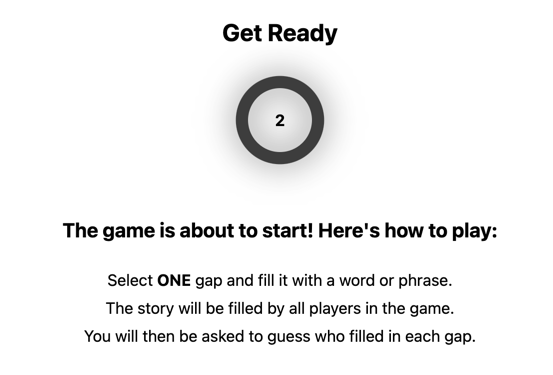 Get Ready
2
The game is about to start! Here's how to play:
Select ONE gap and fill it with a word or phrase.
The story will be filled by all players in the game.
You will then be asked to guess who filled in each gap.